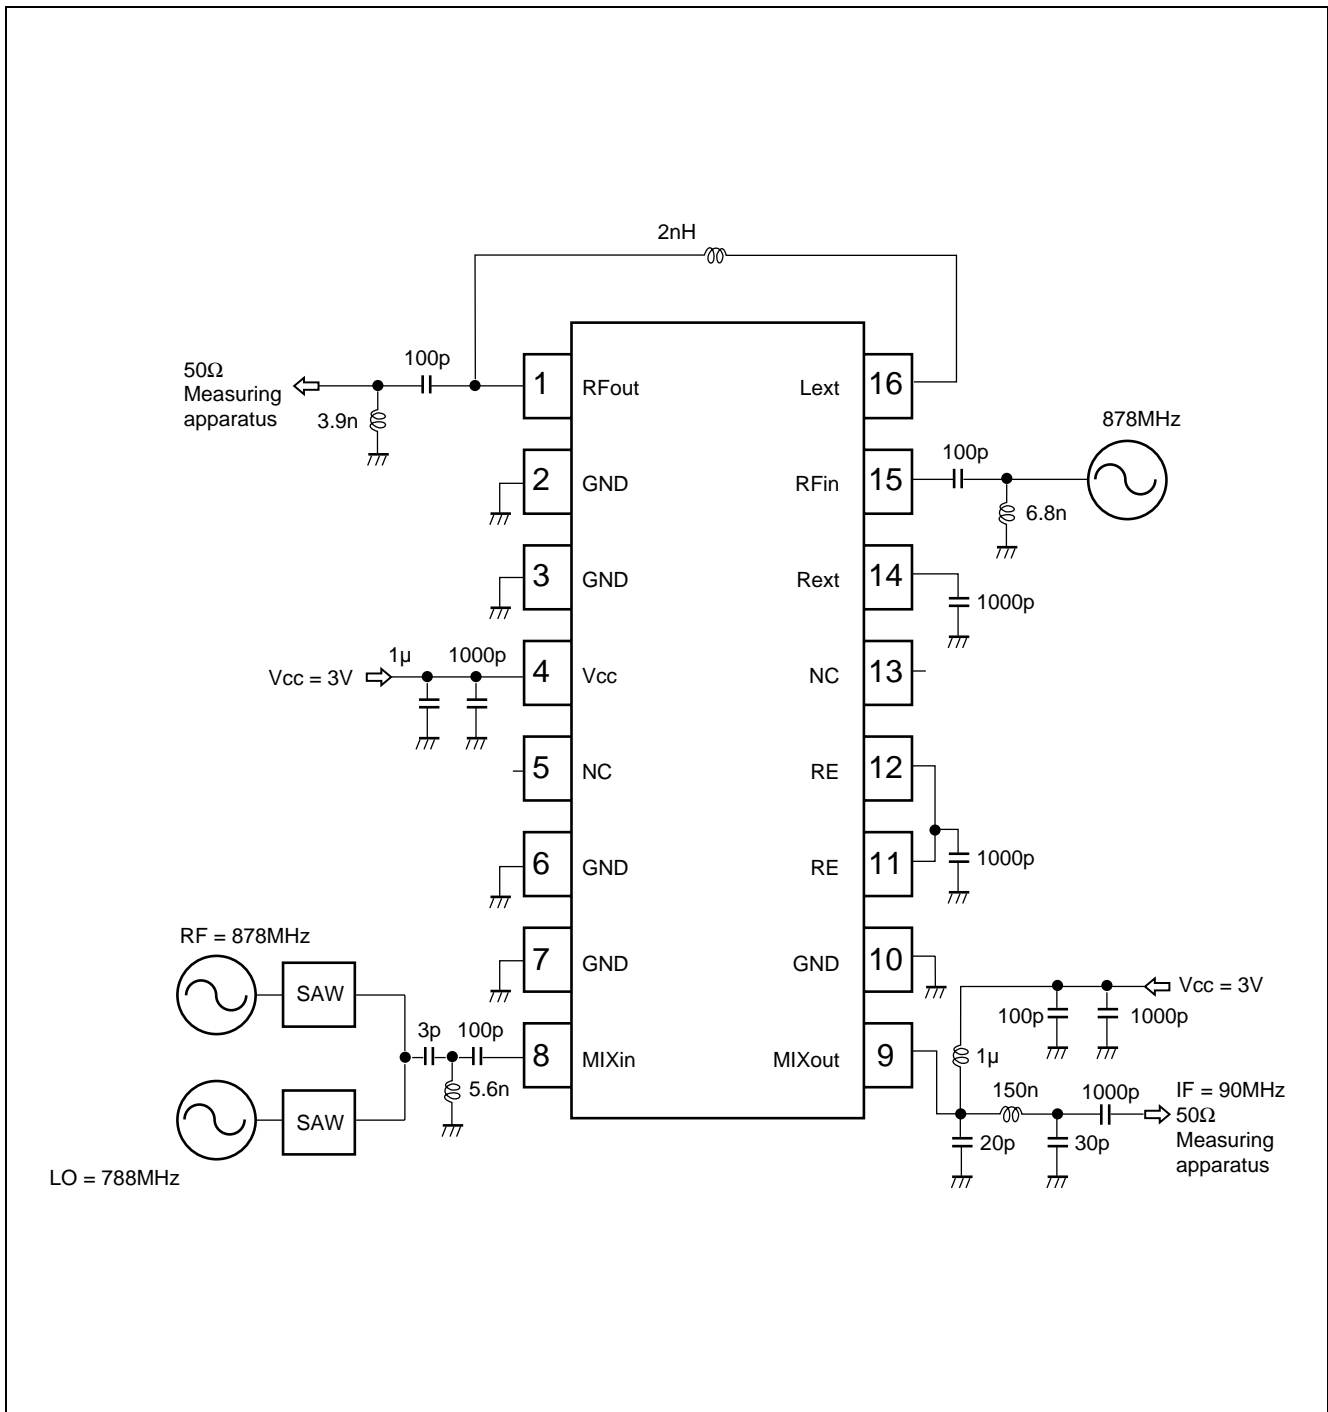 2nH
50Ω
Measuring
apparatus
100p
3.9n
1
RFout
Lext
16
878MHz
2
GND
RFin
15
100p
6.8n
3
GND
Rext
14
1000p
Vcc = 3V
1µ
1000p
4
Vcc
NC
13
5
NC
RE
12
6
GND
RE
11
1000p
RF = 878MHz
SAW
7
GND
GND
10
Vcc = 3V
100p
1000p
3p
100p
8
MIXin
MIXout
9
1µ
5.6n
150n
1000p
IF = 90MHz
50Ω
Measuring
apparatus
SAW
20p
30p
LO = 788MHz